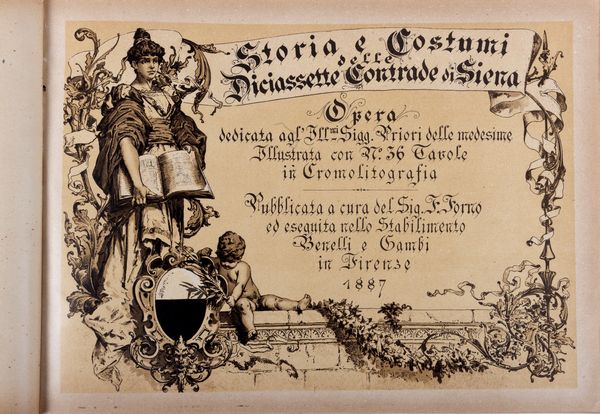 Storia e Costumi
delle
Diciassette Contrade di Siena
Opera
dedicata agl'Ill.mi Sigg. Priori delle medesime
Illustrata con N.º 36 Tavole
in Cromolitografia
Pubblicata a cura del Sig. F. Forno
ed eseguita nello Stabilimento
Benelli e Gambi
in Firenze
1887